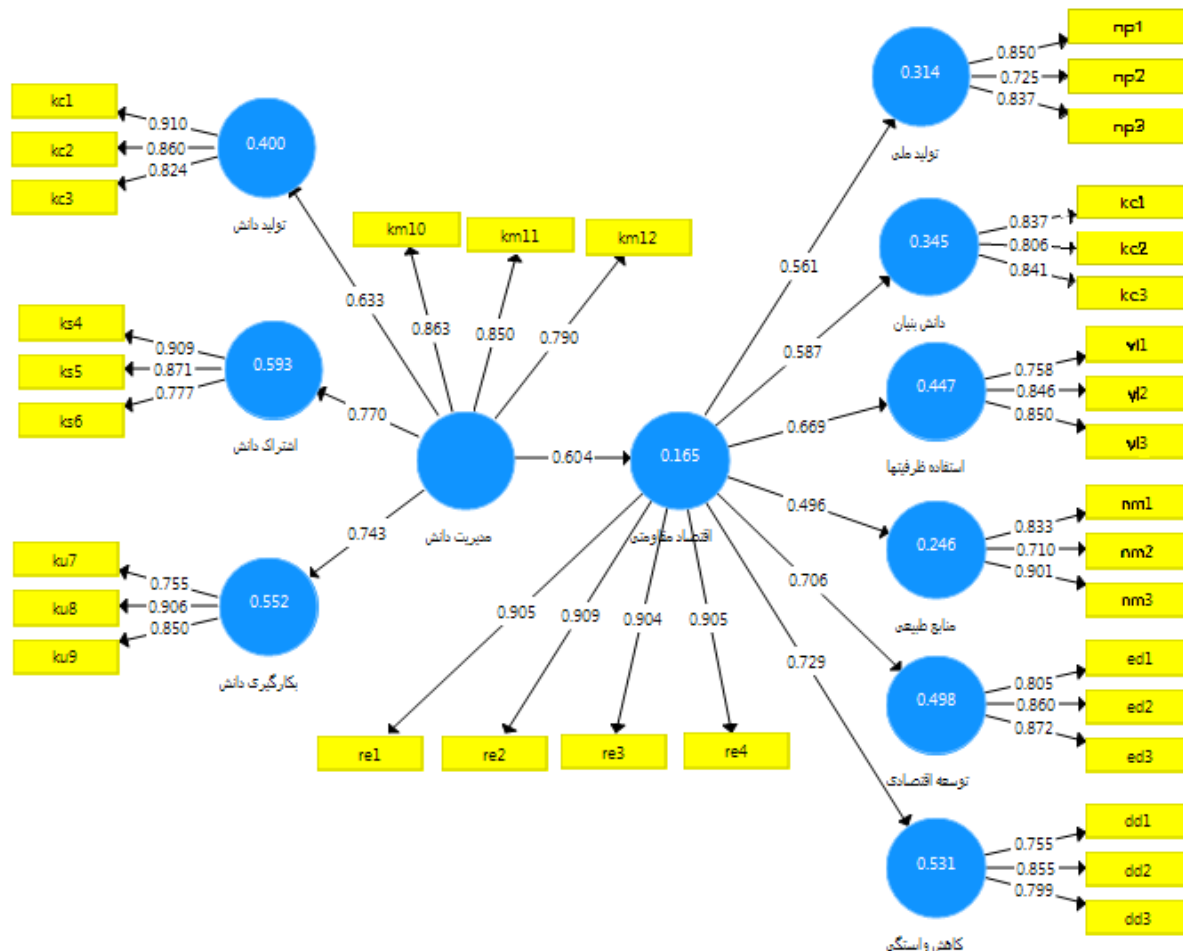 kc1
kc2
kc3
0.910
0.860
0.824
0.400
تولید دانش
0.633
ks4
ks5
ks6
0.909
0.871
0.777
0.593
اشتراک دانش
0.770
ku7
ku8
ku9
0.755
0.906
0.850
0.552
بکارگیری دانش
0.743
km10
km11
km12
0.863
0.850
0.790
مدیریت دانش
0.604
0.165
اقتصاد مقاومتی
0.905
0.909
0.904
0.905
re1
re2
re3
re4
0.561
0.314
تولید ملی
0.850
0.725
0.837
np1
np2
np3
0.587
0.345
دانش بنیان
0.837
0.806
0.841
kc1
kc2
kc3
0.669
0.447
استفاده ظرفیتها
0.758
0.846
0.850
yl1
yl2
yl3
0.496
0.246
منابع طبیعی
0.833
0.710
0.901
nm1
nm2
nm3
0.706
0.498
توسعه اقتصادی
0.805
0.860
0.872
ed1
ed2
ed3
0.729
0.531
کاهش وابستگی
0.755
0.855
0.799
dd1
dd2
dd3